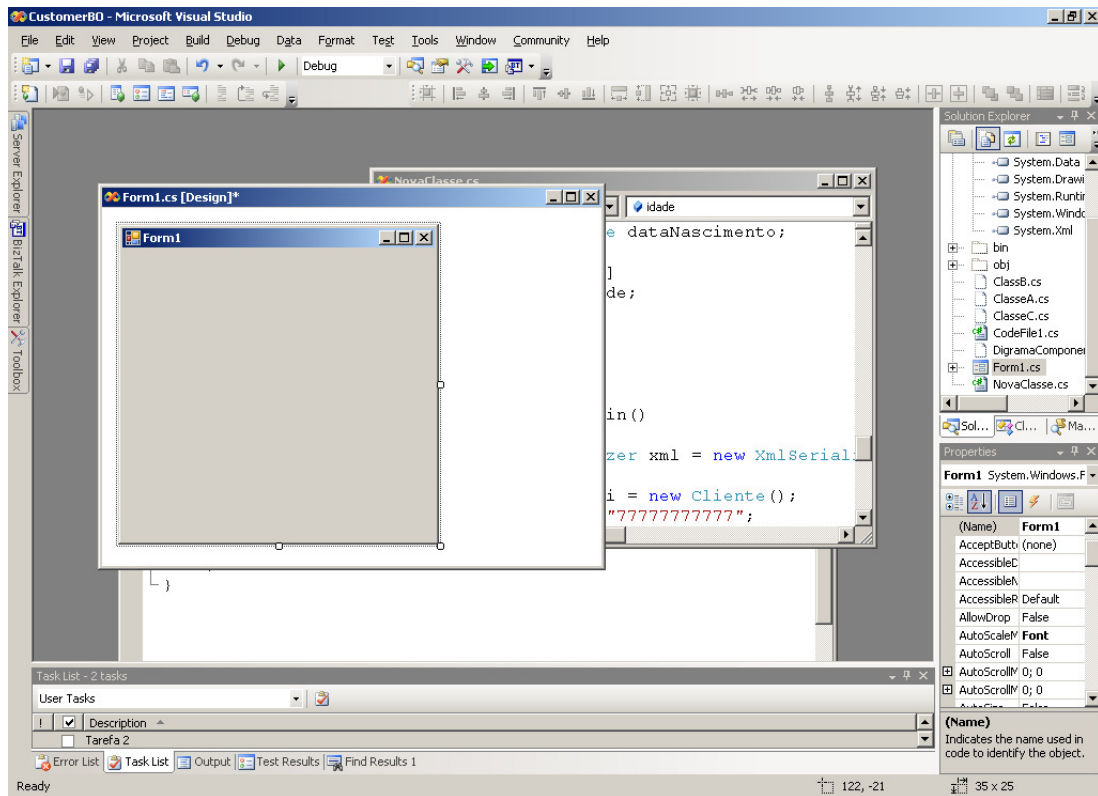 CustomerBO - Microsoft Visual Studio
File Edit View Project Build Debug Data Format Test Tools Window Community Help
Debug
Server Explorer
BizTalk Explorer
Toolbox
NovaClasse.cs
idade
e dataNascimento;
]
de;
in()
zer xml = new XmlSeriali
i = new Cliente();
"77777777777";
Form1.cs [Design]*
Form1
}
Solution Explorer
System.Data
System.Drawi
System.Runtir
System.Windo
System.Xml
bin
obj
ClassB.cs
ClasseA.cs
ClasseC.cs
CodeFile1.cs
DigramaComponen
Form1.cs
NovaClasse.cs
Sol... Cl... Ma...
Properties
Form1 System.Windows.F
(Name) Form1
AcceptButt (none)
AccessibleD
AccessibleN
AccessibleR Default
AllowDrop False
AutoScaleM Font
AutoScroll False
AutoScrollM 0; 0
AutoScrollM 0; 0
(Name)
Indicates the name used in
code to identify the object.
Task List - 2 tasks
User Tasks
! Description
Tarefa 2
Error List Task List Output Test Results Find Results 1
Ready 122, -21 35 x 25